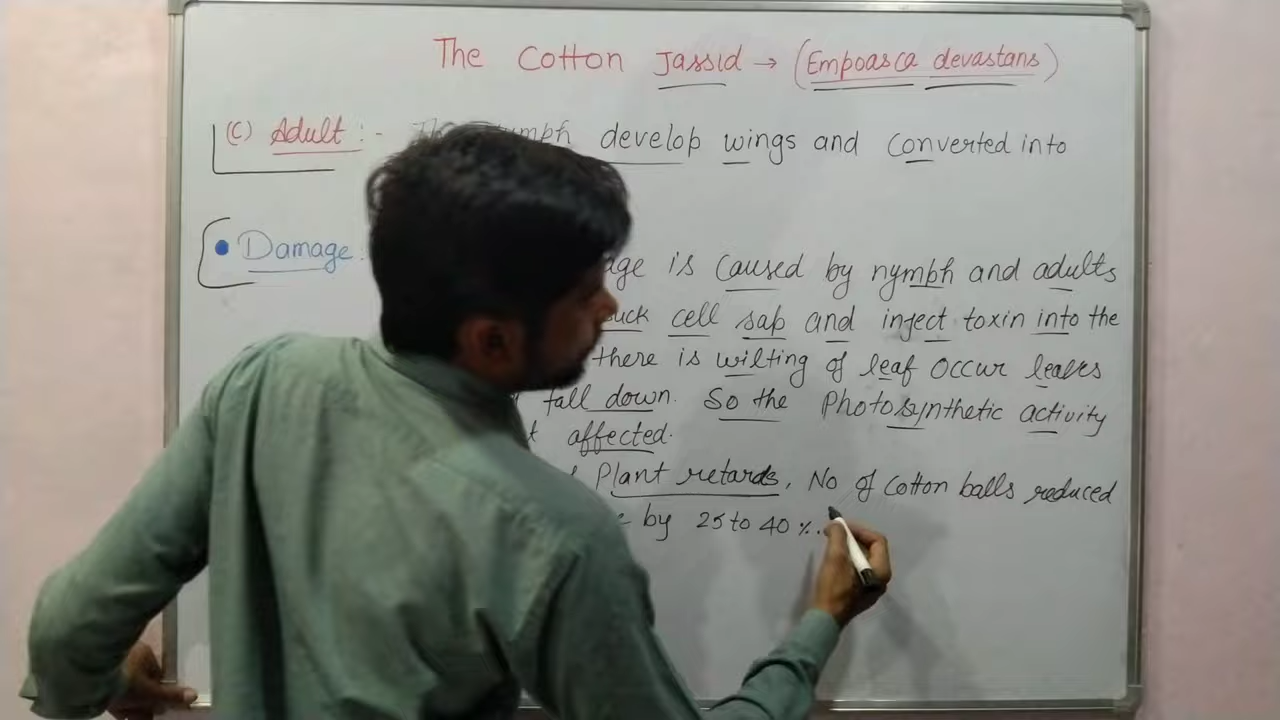 The Cotton Jassid → (Empoasca devastans)
(C) Adult :- develop wings and Converted into
• Damage is Caused by nymph and adults
cell sap and inject toxin into the
there is wilting of leaf occur leaves
fall down. So the Photosynthetic activity
affected.
Plant retards, No of Cotton balls reduced
by 25 to 40 %.